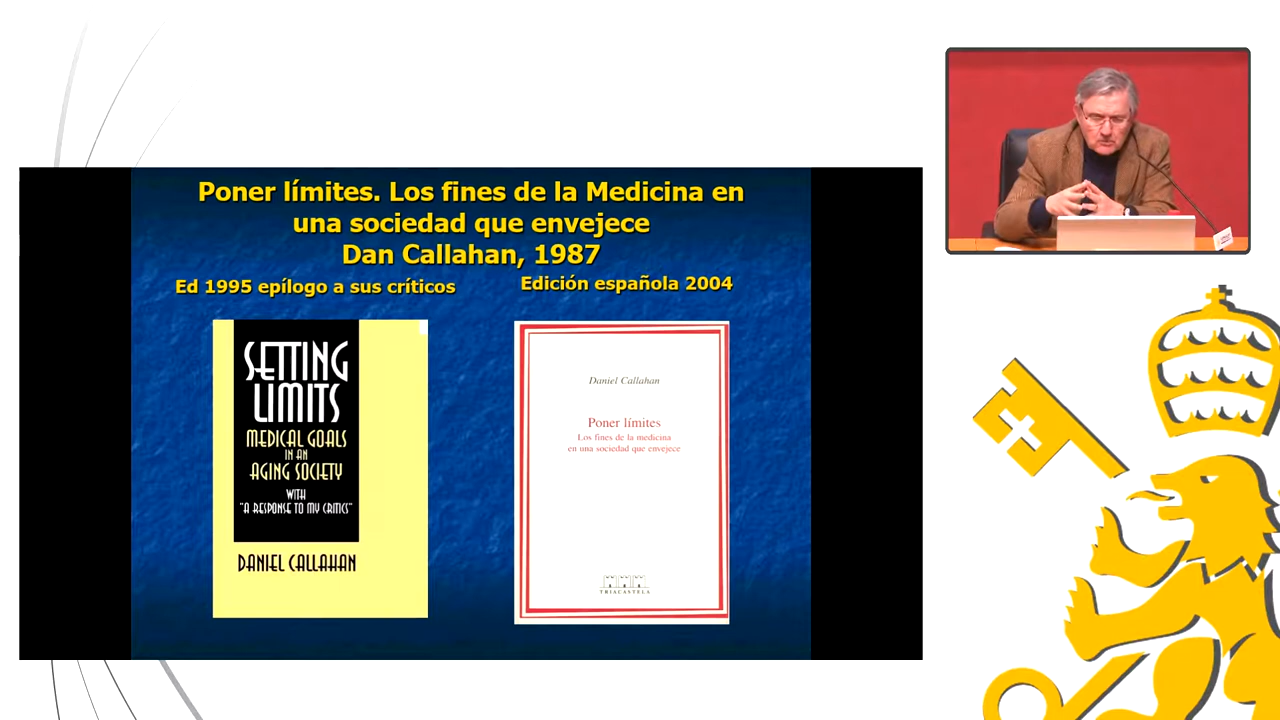 Poner límites. Los fines de la Medicina en
una sociedad que envejece
Dan Callahan, 1987
Ed 1995 epílogo a sus críticos
Edición española 2004
SETTING
LIMITS
MEDICAL GOALS
IN AN
AGING SOCIETY
WITH
"A RESPONSE TO MY CRITICS"
DANIEL CALLAHAN
Daniel Callahan
Poner límites
Los fines de la medicina
en una sociedad que envejece
TRIACASTELA